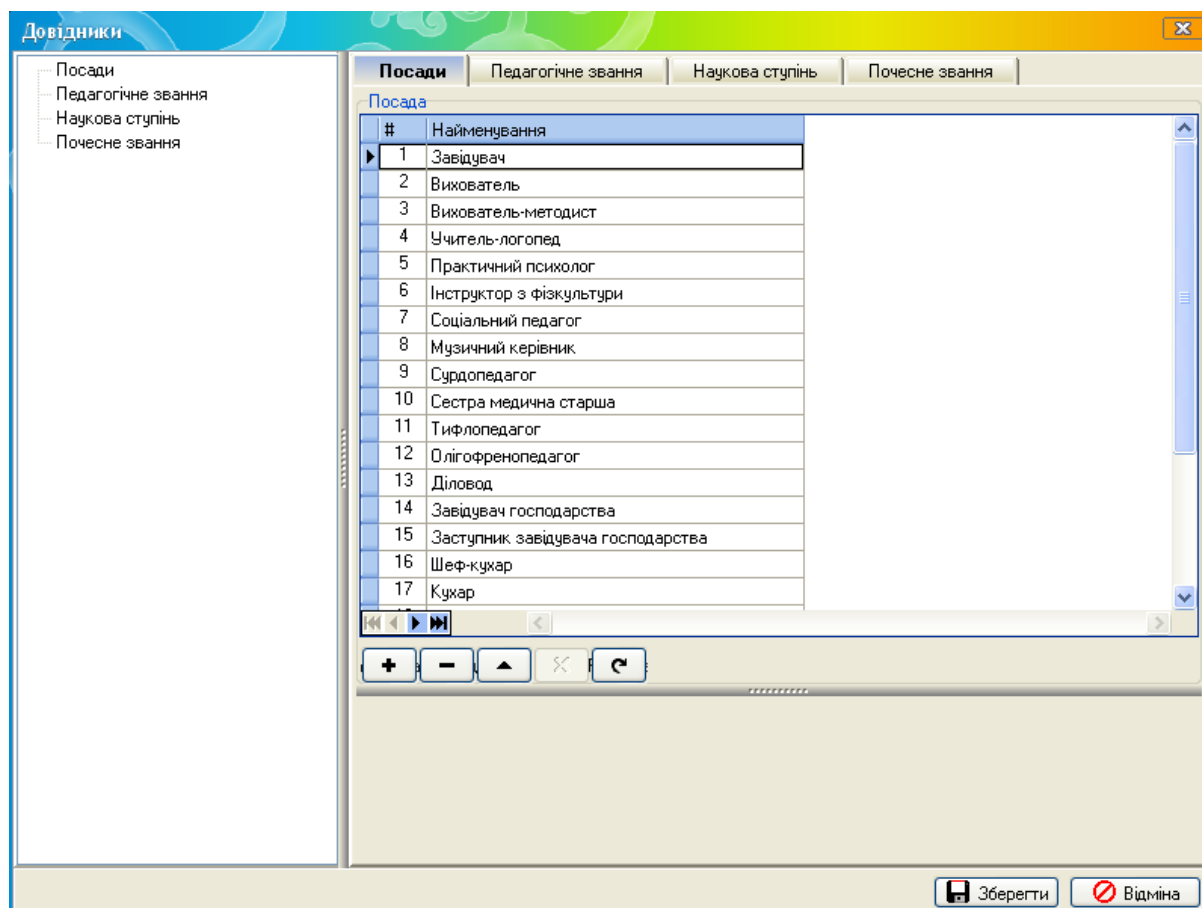 Довідники
Посади
Педагогічне звання
Наукова ступінь
Почесне звання
Посади Педагогічне звання Наукова ступінь Почесне звання
Посада
# Найменування
1 Завідувач
2 Вихователь
3 Вихователь-методист
4 Учитель-логопед
5 Практичний психолог
6 Інструктор з фізкультури
7 Соціальний педагог
8 Музичний керівник
9 Сурдопедагог
10 Сестра медична старша
11 Тифлопедагог
12 Олігофренопедагог
13 Діловод
14 Завідувач господарства
15 Заступник завідувача господарства
16 Шеф-кухар
17 Кухар
Зберегти Відміна